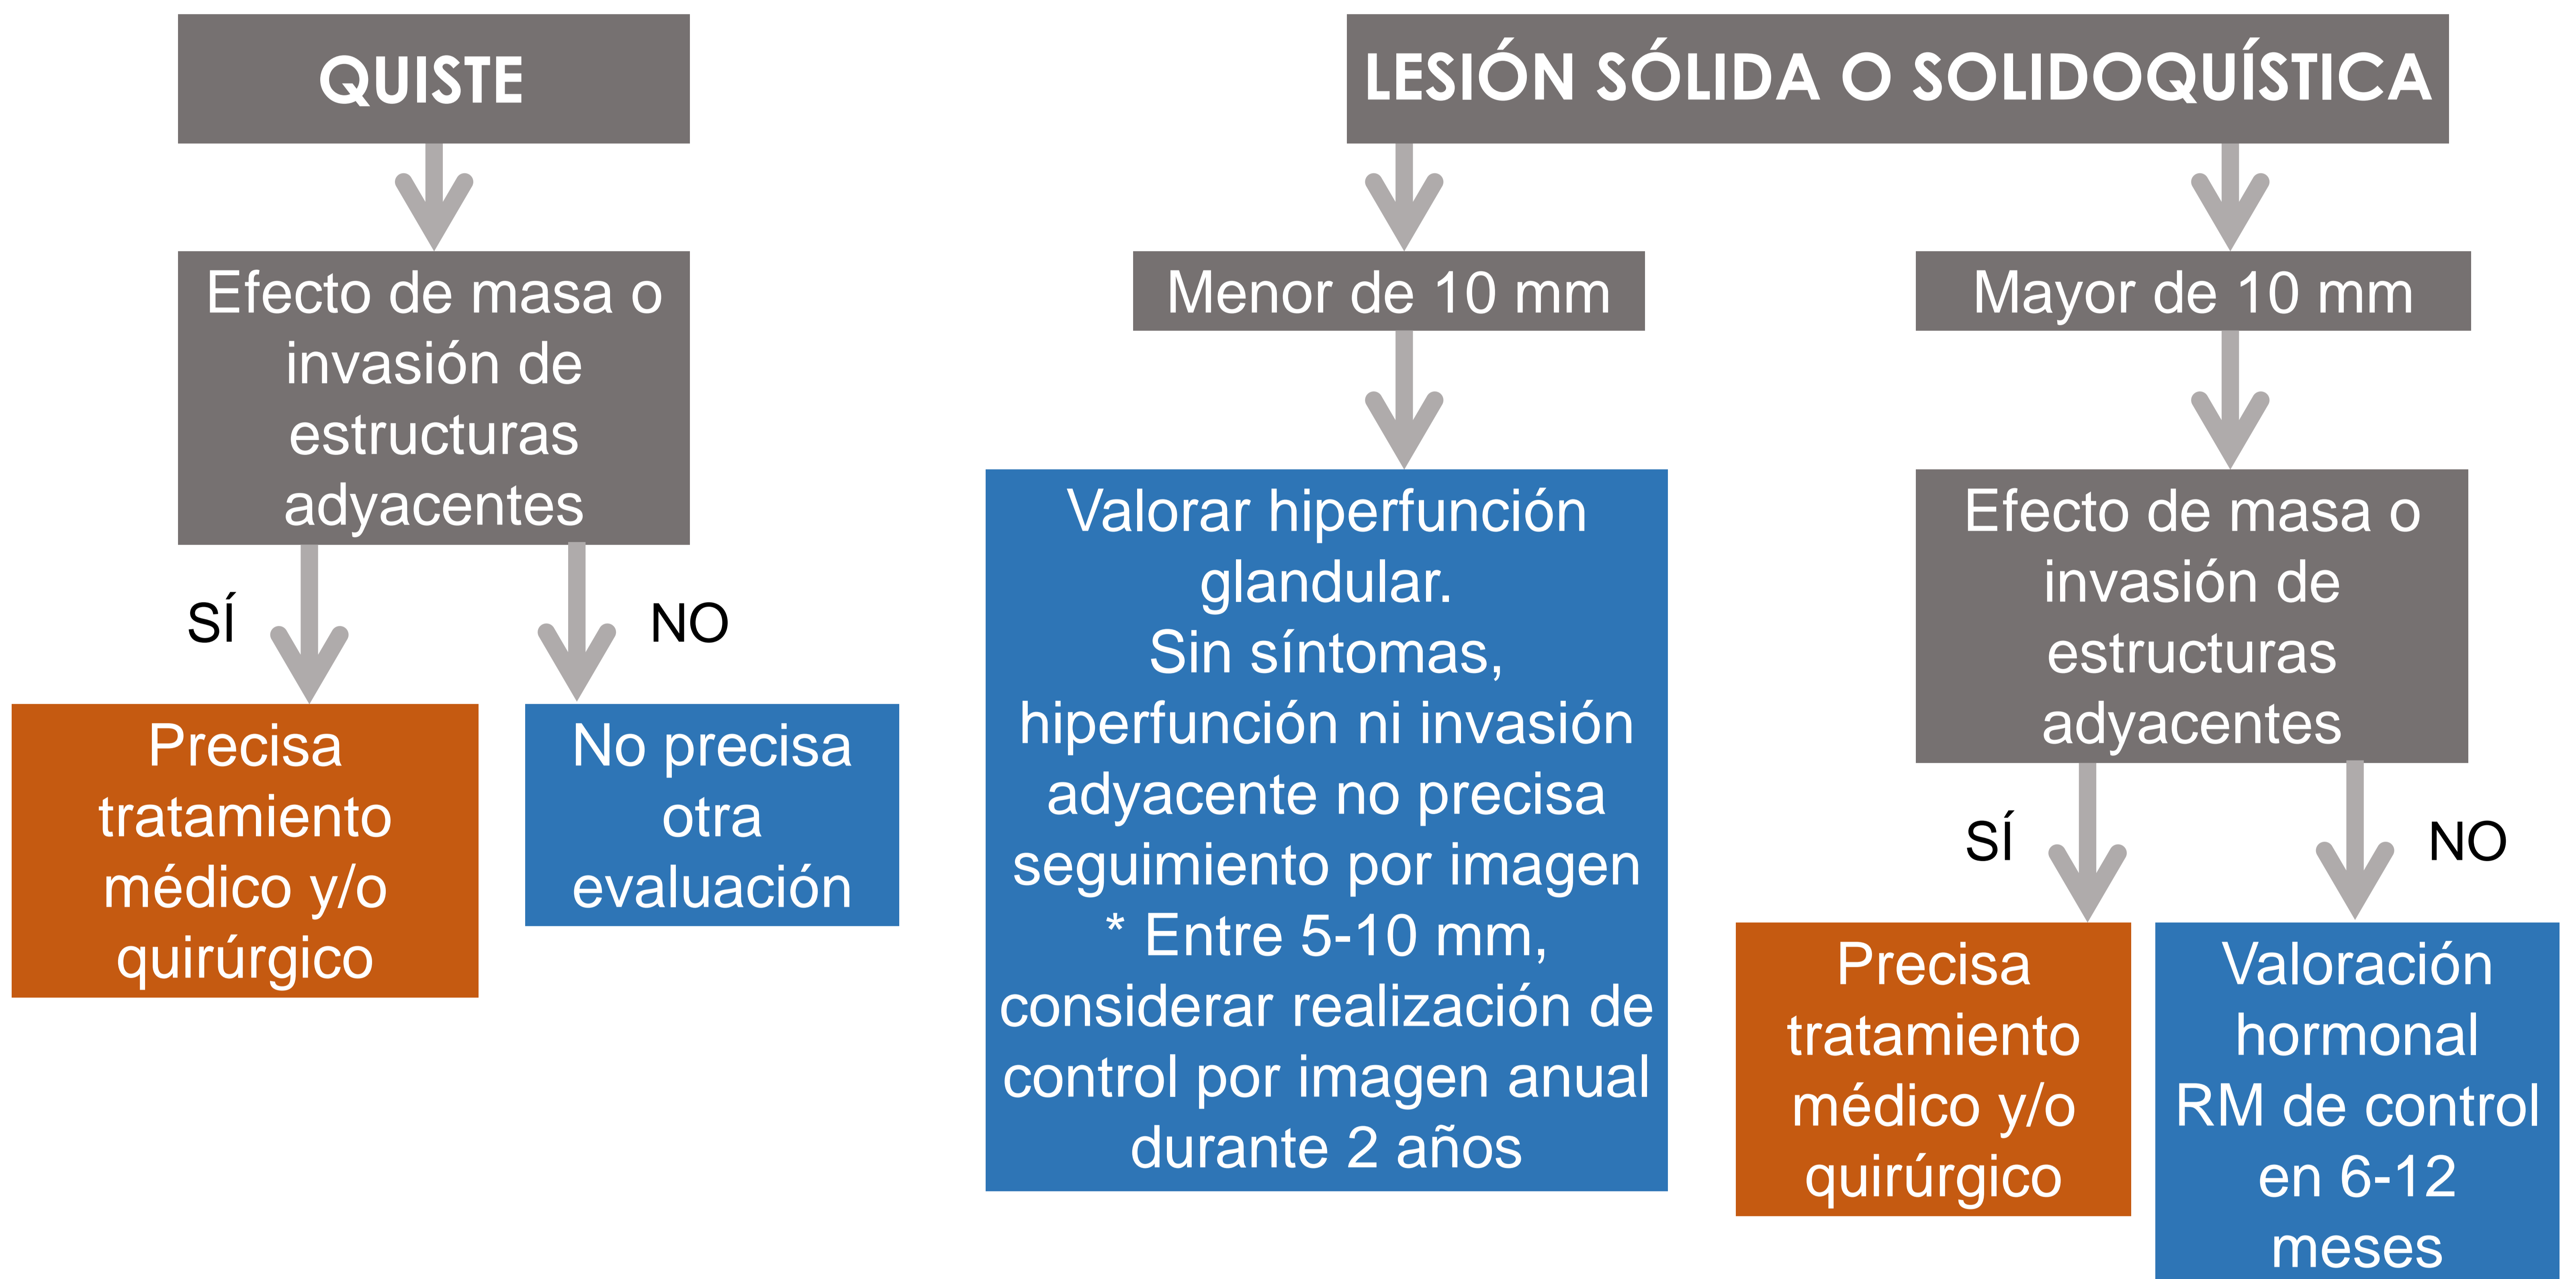 QUISTE
Efecto de masa o
invasión de
estructuras
adyacentes
SÍ
NO
Precisa
tratamiento
médico y/o
quirúrgico
No precisa
otra
evaluación
LESIÓN SÓLIDA O SOLIDOQUÍSTICA
Menor de 10 mm
Valorar hiperfunción
glandular.
Sin síntomas,
hiperfunción ni invasión
adyacente no precisa
seguimiento por imagen
* Entre 5-10 mm,
considerar realización de
control por imagen anual
durante 2 años
Mayor de 10 mm
Efecto de masa o
invasión de
estructuras
adyacentes
SÍ
NO
Precisa
tratamiento
médico y/o
quirúrgico
Valoración
hormonal
RM de control
en 6-12
meses